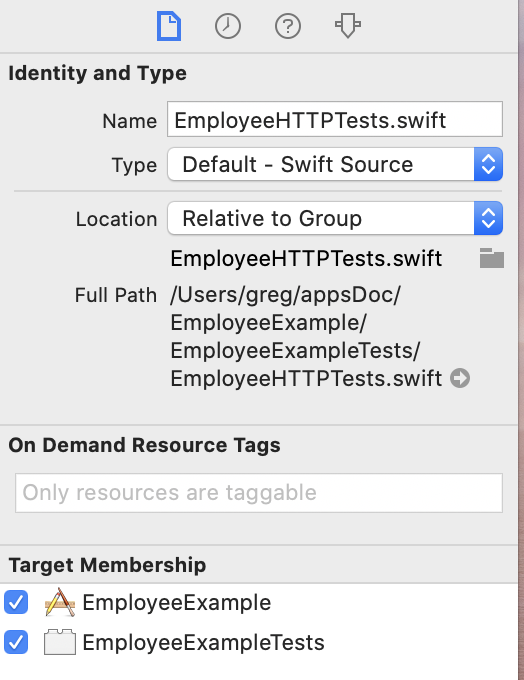 Identity and Type
Name EmployeeHTTPTests.swift
Type Default - Swift Source
Location Relative to Group
EmployeeHTTPTests.swift
Full Path /Users/greg/appsDoc/
EmployeeExample/
EmployeeExampleTests/
EmployeeHTTPTests.swift
On Demand Resource Tags
Only resources are taggable
Target Membership
EmployeeExample
EmployeeExampleTests